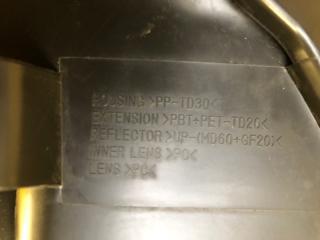 HOUSING >PP-TD30<
EXTENSION >PBT+PET-TD20<
REFLECTOR >UP-(MD60+GF20)<
INNER LENS >PC<
LENS >PC<